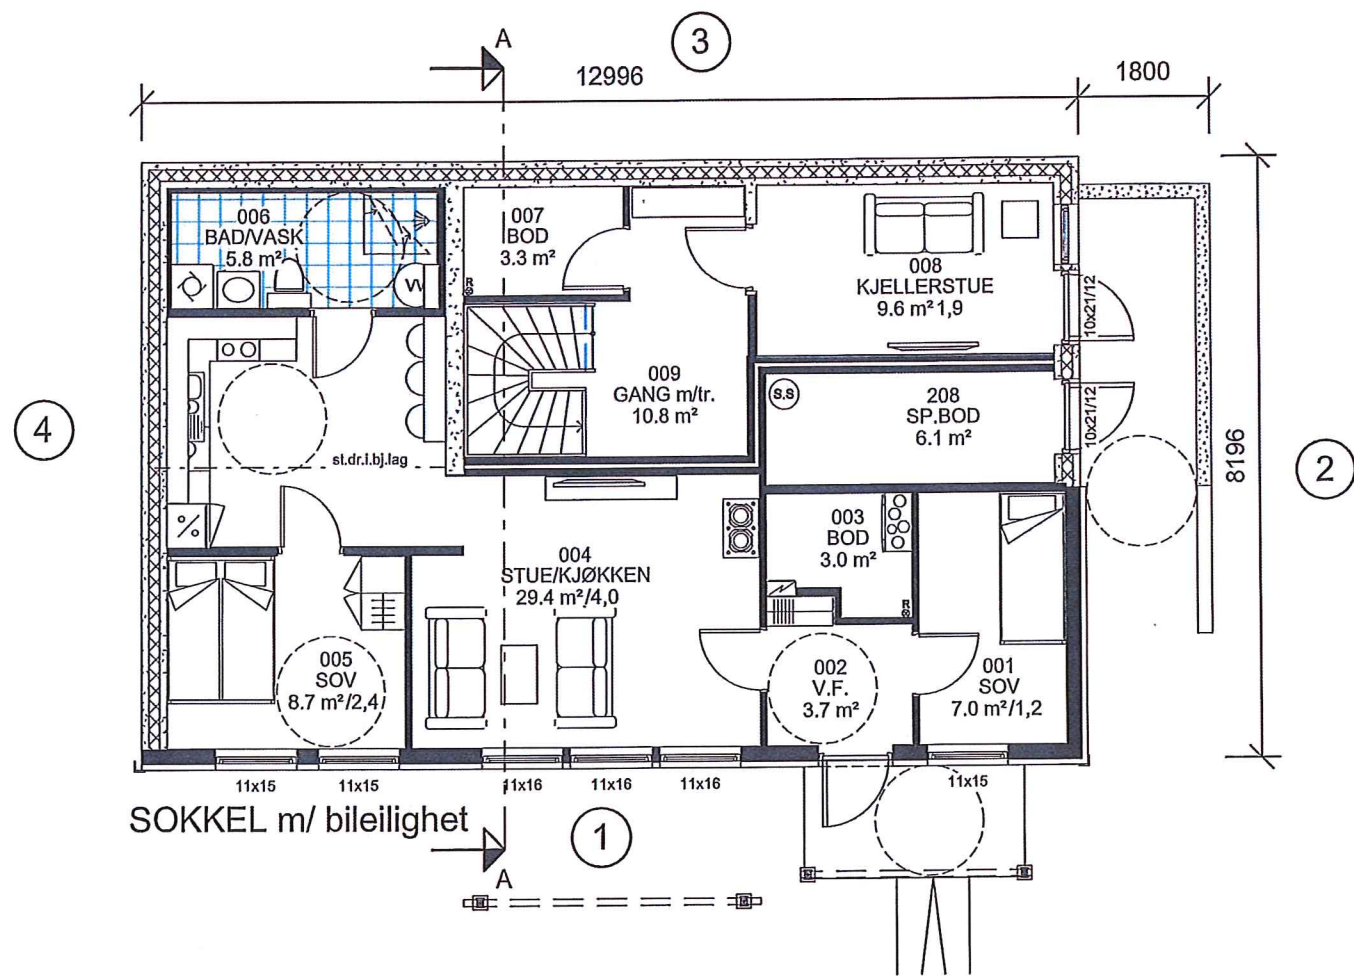 A
3
12996
1800
006
BAD/VASK
5.8 m²
007
BOD
3.3 m²
008
KJELLERSTUE
9.6 m² 1,9
10x21/12
VV
R
009
GANG m/tr.
10.8 m²
S.S
208
SP.BOD
6.1 m²
10x21/12
4
2
8196
st.dr.i.bj.lag
%
003
BOD
3.0 m²
004
STUE/KJØKKEN
29.4 m²/4,0
R
005
SOV
8.7 m²/2,4
002
V.F.
3.7 m²
001
SOV
7.0 m²/1,2
11x15
11x15
11x16
11x16
11x16
11x15
SOKKEL m/ bileilighet
1
A